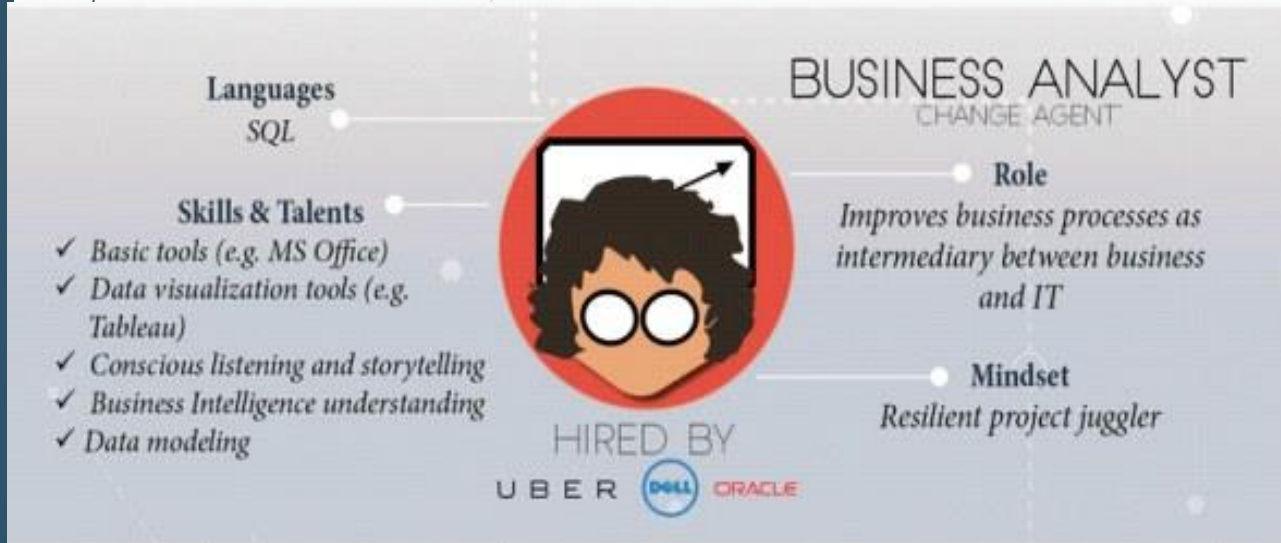 BUSINESS ANALYST
"CHANGE AGENT"
Languages
SQL
Skills & Talents
✓ Basic tools (e.g. MS Office)
✓ Data visualization tools (e.g.
Tableau)
✓ Conscious listening and storytelling
✓ Business Intelligence understanding
✓ Data modeling
Role
Improves business processes as
intermediary between business
and IT
Mindset
Resilient project juggler
HIRED BY
UBER DELL ORACLE